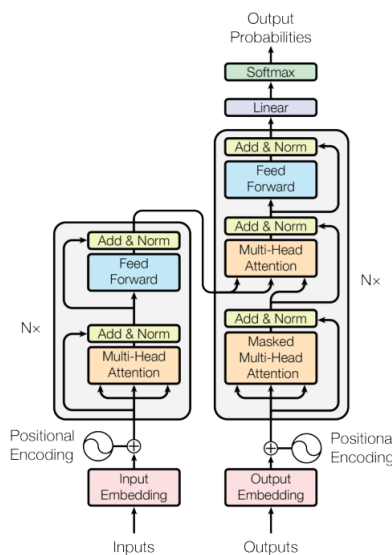 Output
Probabilities
Softmax
Linear
Add & Norm
Feed
Forward
Add & Norm
Multi-Head
Attention
Add & Norm
Masked
Multi-Head
Attention
N×
Add & Norm
Feed
Forward
Add & Norm
Multi-Head
Attention
N×
Positional
Encoding
Positional
Encoding
Input
Embedding
Output
Embedding
Inputs
Outputs